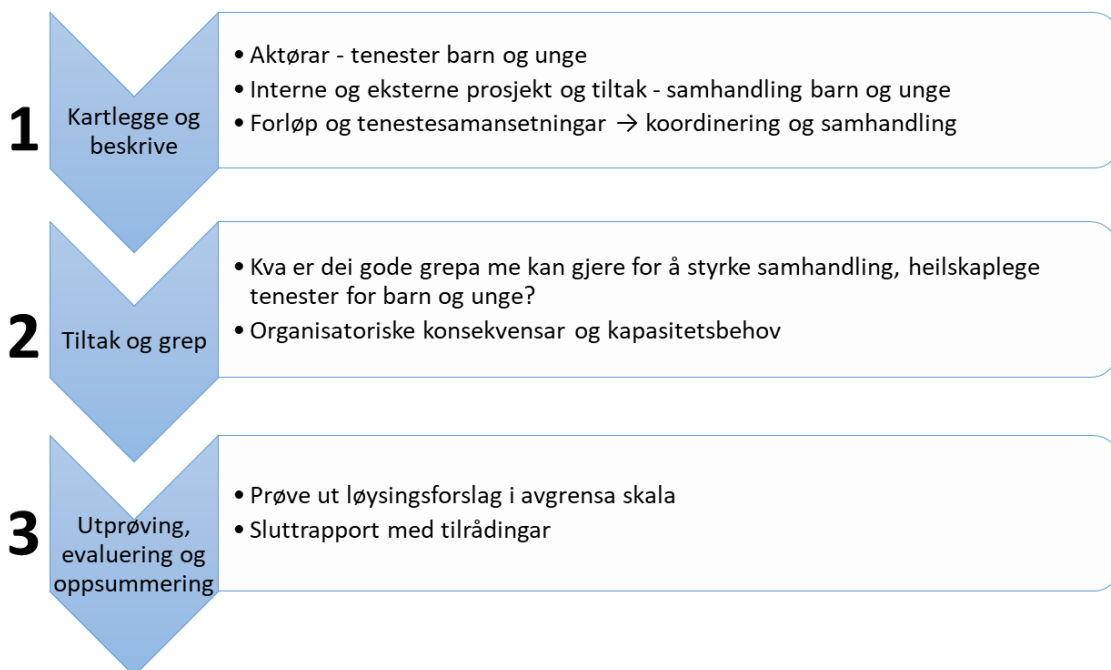 1
Kartlegge og
beskrive
• Aktørar - tenester barn og unge
• Interne og eksterne prosjekt og tiltak - samhandling barn og unge
• Forløp og tenestesamansetningar → koordinering og samhandling
2
Tiltak og grep
• Kva er dei gode grepa me kan gjere for å styrke samhandling, heilskaplege
tenester for barn og unge?
• Organisatoriske konsekvensar og kapasitetsbehov
3
Utprøving,
evaluering og
oppsummering
• Prøve ut løysingsforslag i avgrensa skala
• Sluttrapport med tilrådingar